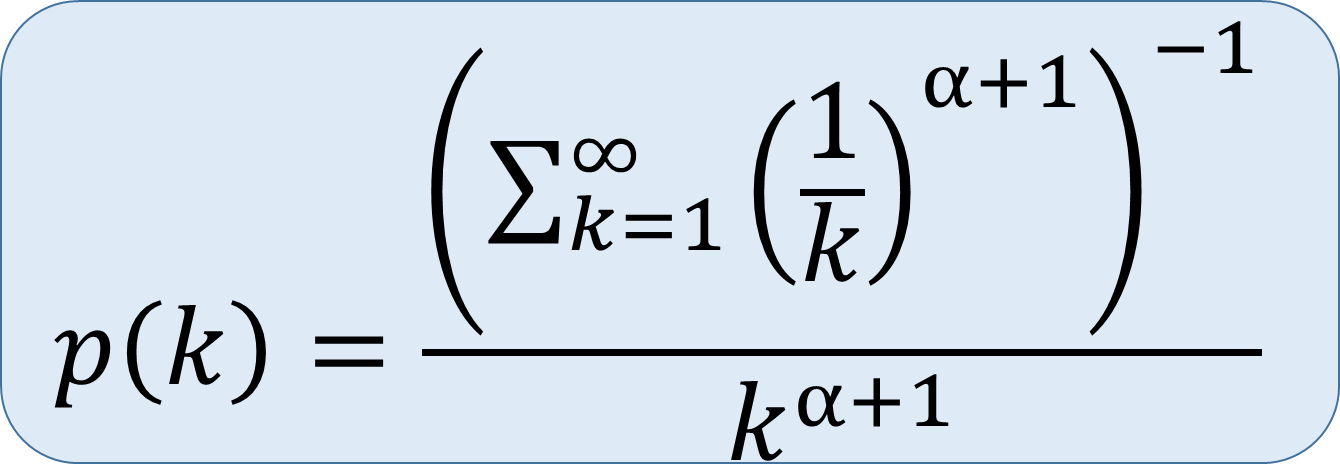 p(k) = (∑_{k=1}^{∞} (1/k)^{α+1})^{−1} / k^{α+1}